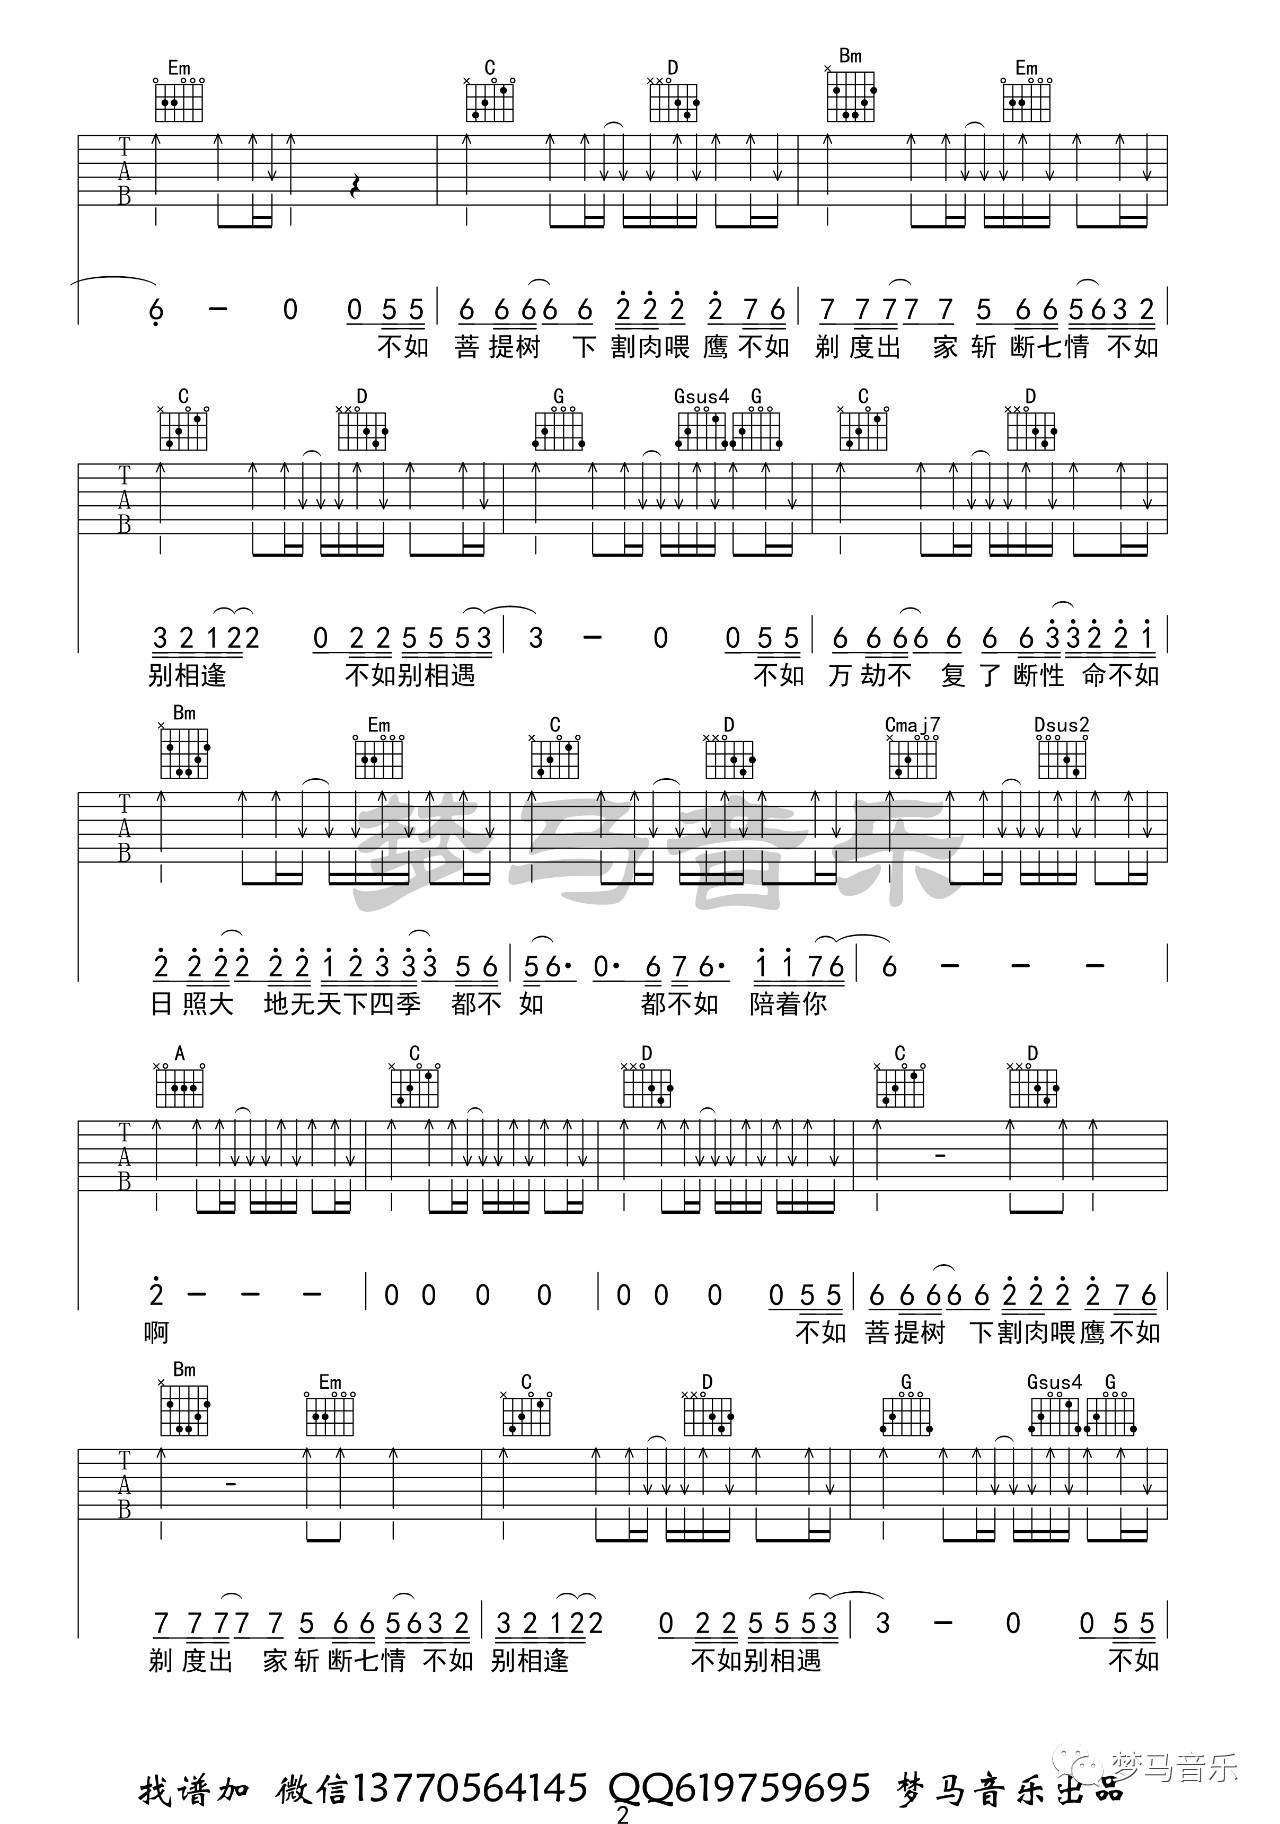 Em C D Bm Em
T A B
6 - 0 0 5 5 6 6 6 6 6 6 2 2 2 2 7 6 7 7 7 7 7 5 6 6 5 6 3 2
不如 菩提树 下 割肉喂 鹰不如 剃度出 家斩断七情 不如
C D G Gsus4 G C D
T A B
3 2 1 2 2 0 2 2 5 5 5 3 3 - 0 0 5 5 6 6 6 6 6 6 6 3 3 2 2 1
别相逢 不如别相遇 不如 万劫不 复了断性 命不如
Bm Em C D Cmaj7 Dsus2
T A B
2 2 2 2 2 2 1 2 3 3 3 5 6 5 6· 0· 6 7 6· 1 1 7 6 6 - - -
日照大 地无天下四季 都不 如 都不如 陪着你
梦马音乐
A C D C D
T A B
2 - - - 0 0 0 0 0 0 0 0 5 5 6 6 6 6 6 2 2 2 2 7 6
啊 不如 菩提树 下割肉喂鹰不如
Bm Em C D G Gsus4 G
T A B
7 7 7 7 7 5 6 6 5 6 3 2 3 2 1 2 2 0 2 2 5 5 5 3 3 - 0 0 5 5
剃度出 家斩断七情 不如 别相逢 不如别相遇 不如
梦马音乐
找谱加 微信13770564145 QQ619759695 梦马音乐出品
2